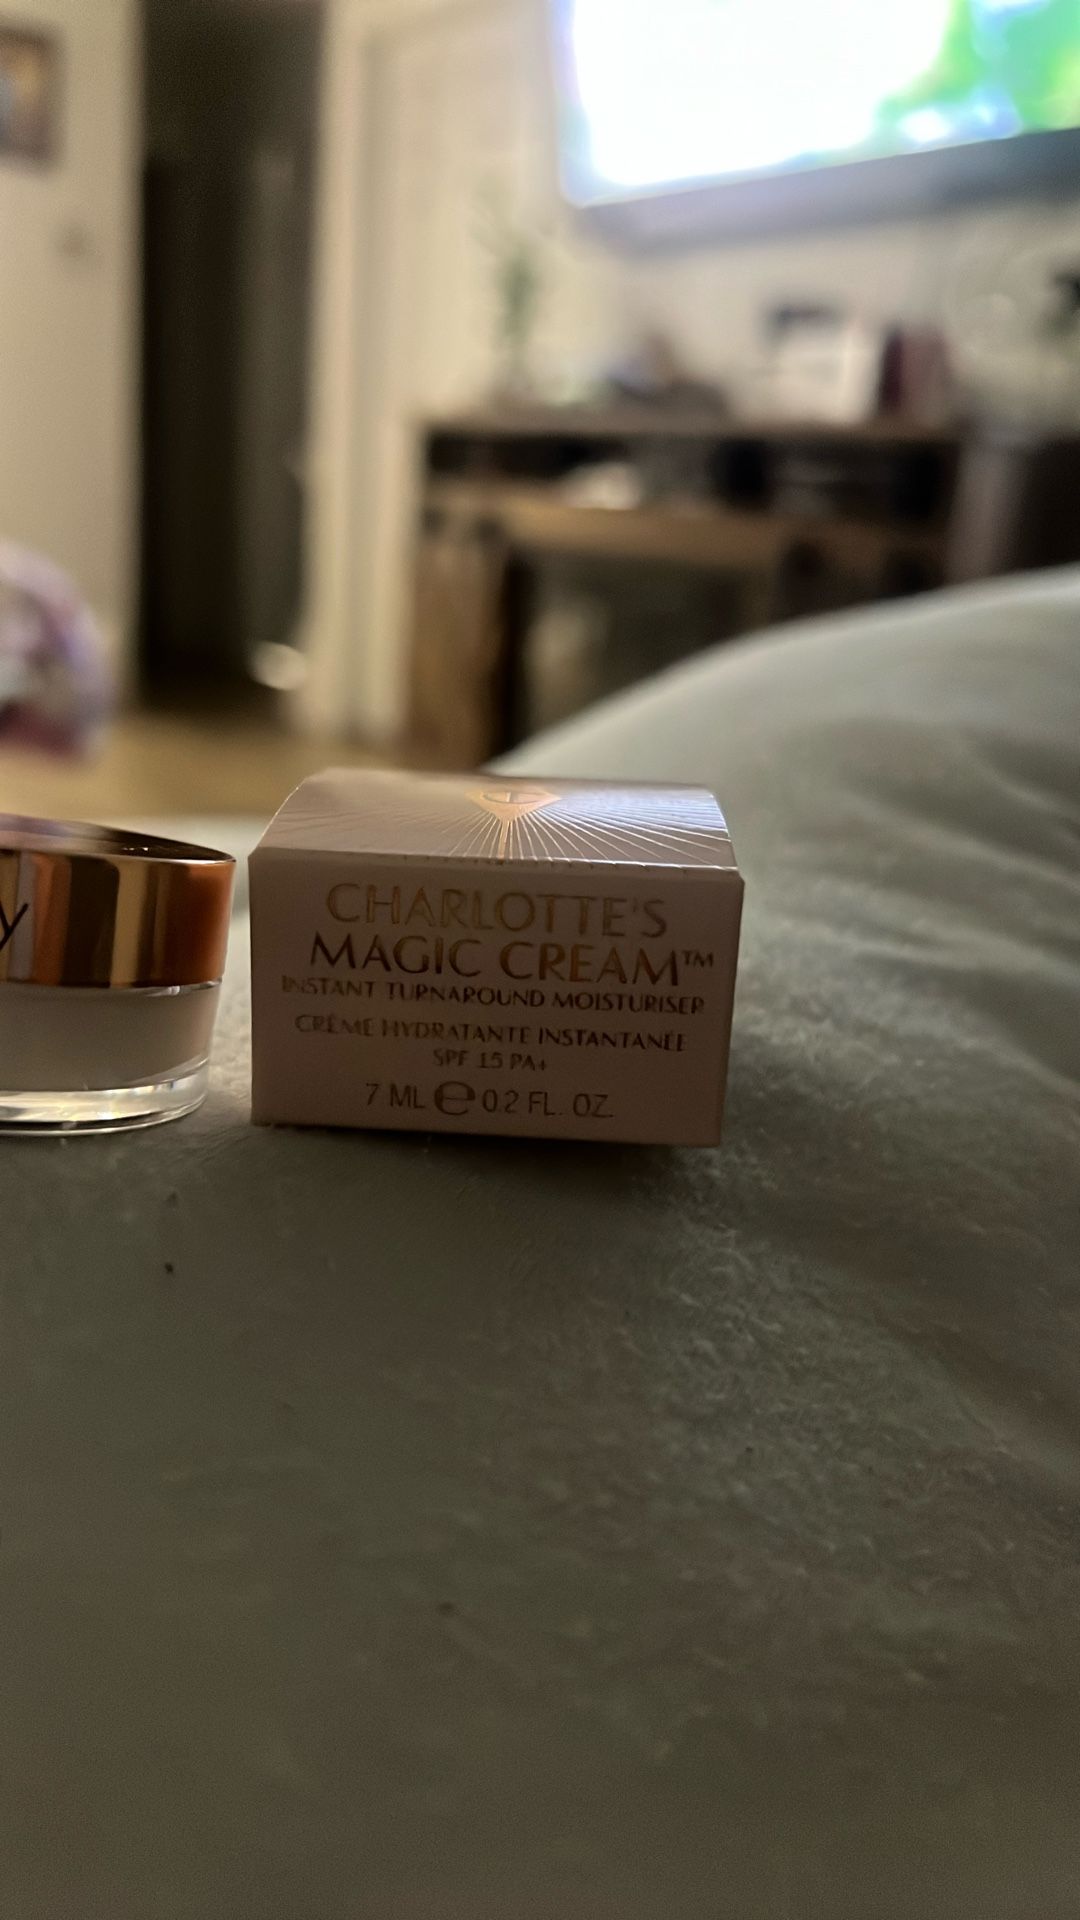 y
CHARLOTTE'S
MAGIC CREAM™
INSTANT TURNAROUND MOISTURISER
CRÈME HYDRATANTE INSTANTANÉE
SPF 15 PA+
7 ML ℮ 0.2 FL. OZ.